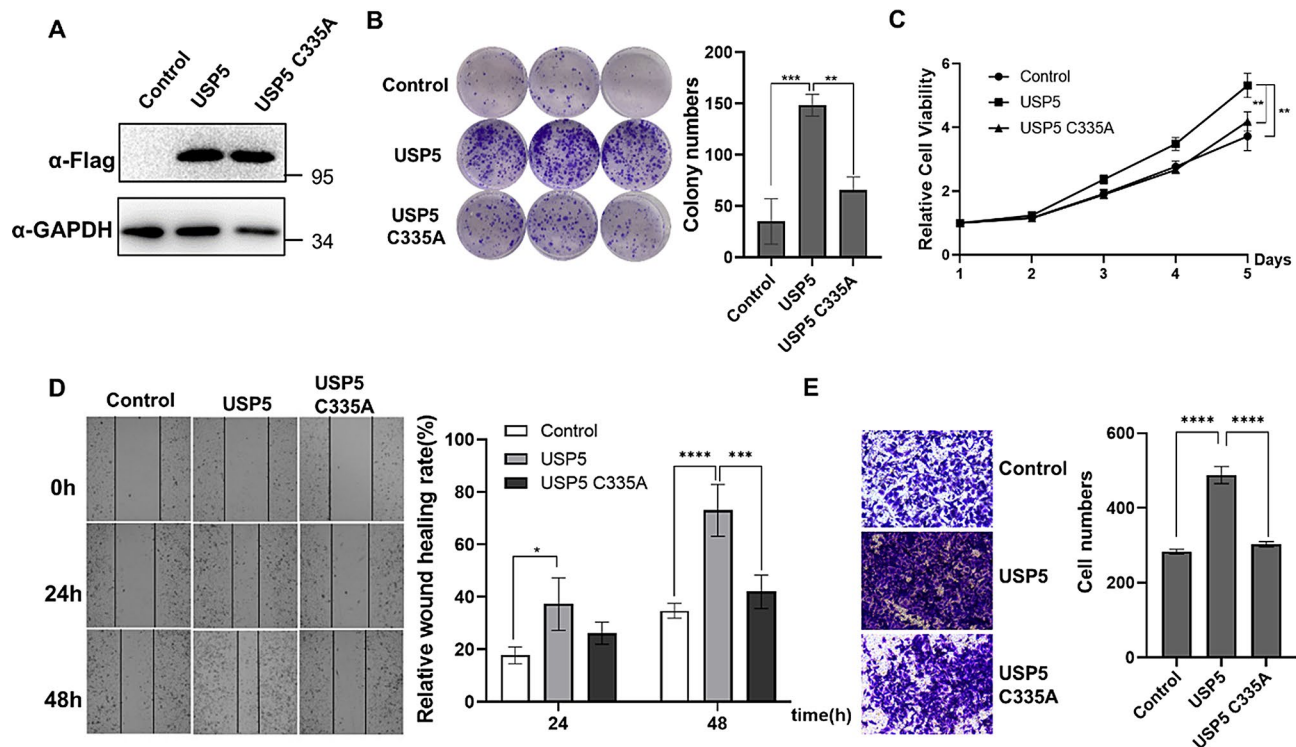 A
Control
USP5
USP5 C335A
α-Flag
95
α-GAPDH
34
B
Control
USP5
USP5
C335A
Colony numbers
200
150
100
50
0
***
**
Control
USP5
USP5 C335A
C
Relative Cell Viability
6
4
2
0
Control
USP5
USP5 C335A
**
**
1
2
3
4
5
Days
D
Control
USP5
USP5
C335A
0h
24h
48h
Relative wound healing rate(%)
100
80
60
40
20
0
Control
USP5
USP5 C335A
*
****
***
24
48
time(h)
E
Control
USP5
USP5
C335A
Cell numbers
600
400
200
0
****
****
Control
USP5
USP5 C335A